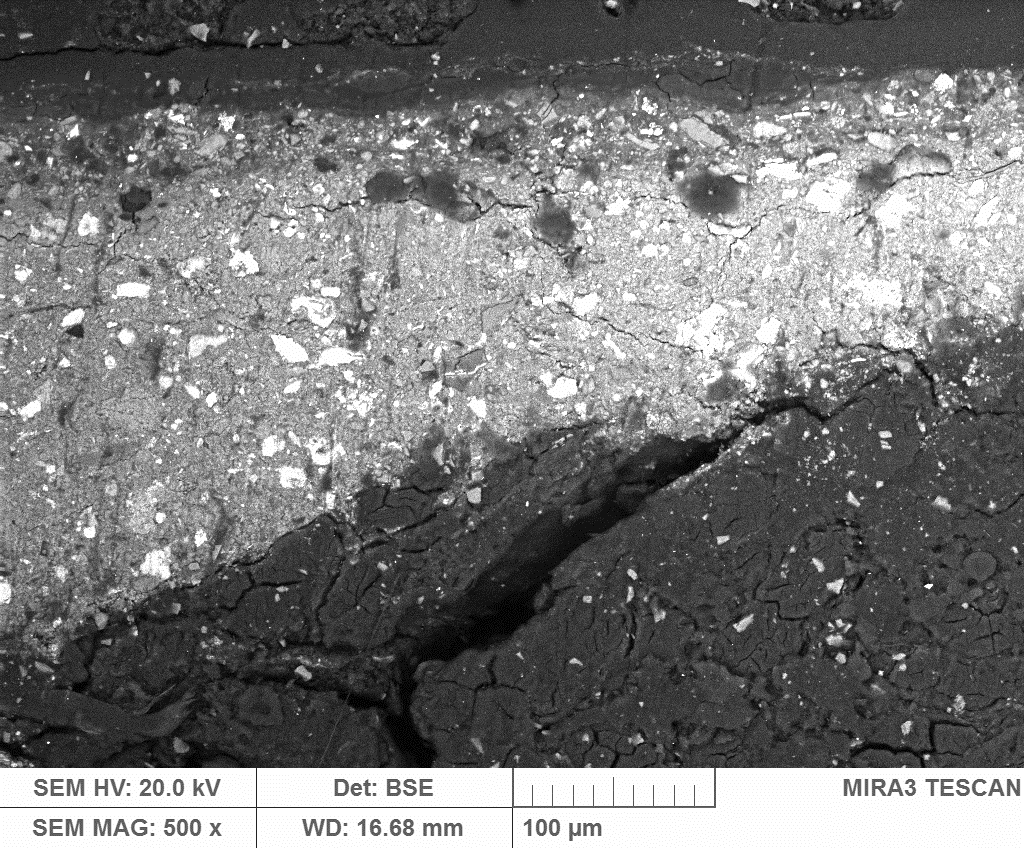 SEM HV: 20.0 kV
Det: BSE
MIRA3 TESCAN
SEM MAG: 500 x
WD: 16.68 mm
100 µm